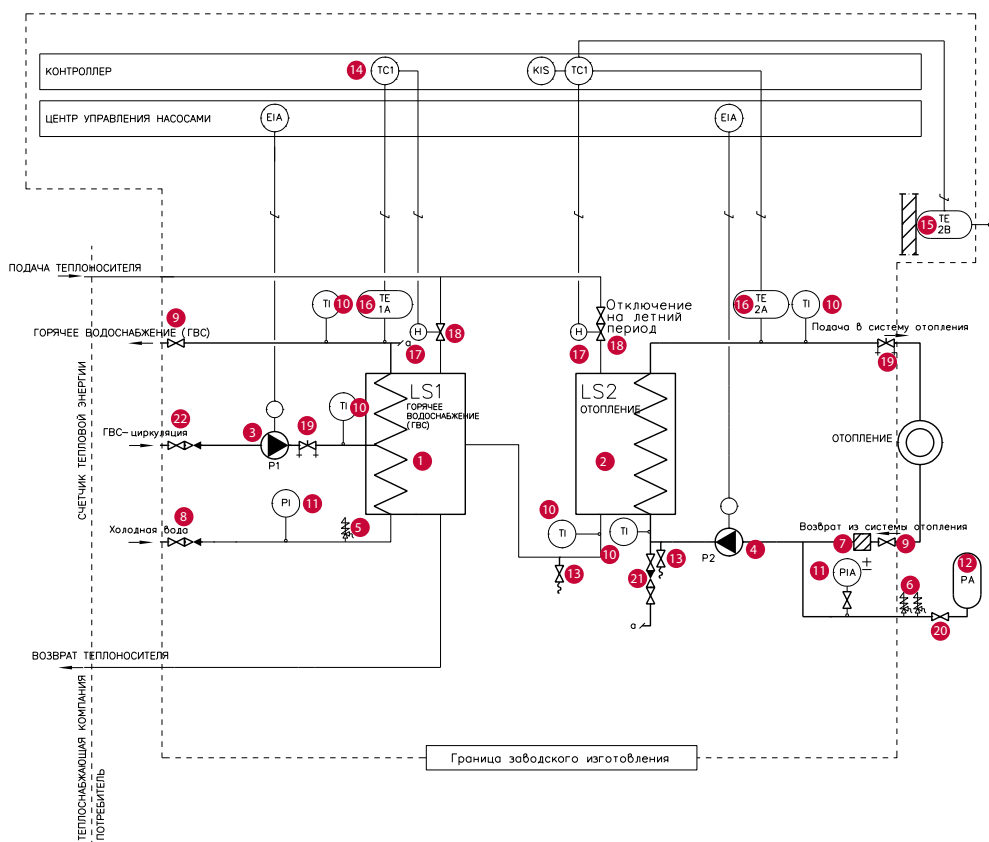 КОНТРОЛЛЕР
14
TC1
KIS
TC1
ЦЕНТР УПРАВЛЕНИЯ НАСОСАМИ
EIA
EIA
15
TE
2B
ПОДАЧА ТЕПЛОНОСИТЕЛЯ
9
ГОРЯЧЕЕ ВОДОСНАБЖЕНИЕ (ГВС)
TI
10
16
TE
1A
a
H
17
18
H
17
18
Отключение
на летний
период
16
TE
2A
TI
10
Подача в систему отопления
19
СЧЕТЧИК ТЕПЛОВОЙ ЭНЕРГИИ
22
ГВС-циркуляция
3
P1
19
TI
10
LS1
ГОРЯЧЕЕ
ВОДОСНАБЖЕНИЕ
(ГВС)
1
LS2
ОТОПЛЕНИЕ
2
ОТОПЛЕНИЕ
8
Холодная вода
PI
11
5
10
TI
TI
10
13
21
13
a
P2
4
Возврат из системы отопления
7
9
11
PIA
±
6
20
12
PA
ВОЗВРАТ ТЕПЛОНОСИТЕЛЯ
ТЕПЛОСНАБЖАЮЩАЯ КОМПАНИЯ
ПОТРЕБИТЕЛЬ
Граница заводского изготовления